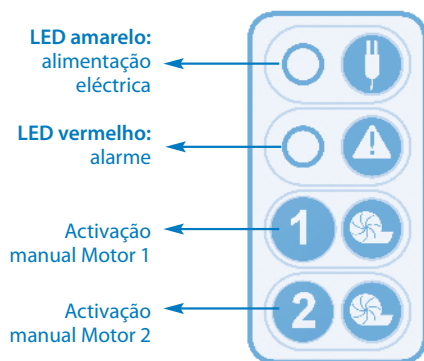 LED amarelo:
alimentação
eléctrica
LED vermelho:
alarme
Activação
manual Motor 1
1
Activação
manual Motor 2
2